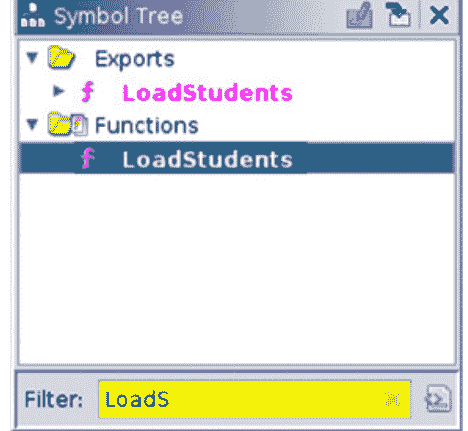 Symbol Tree
Exports
LoadStudents
Functions
LoadStudents
Filter: LoadS